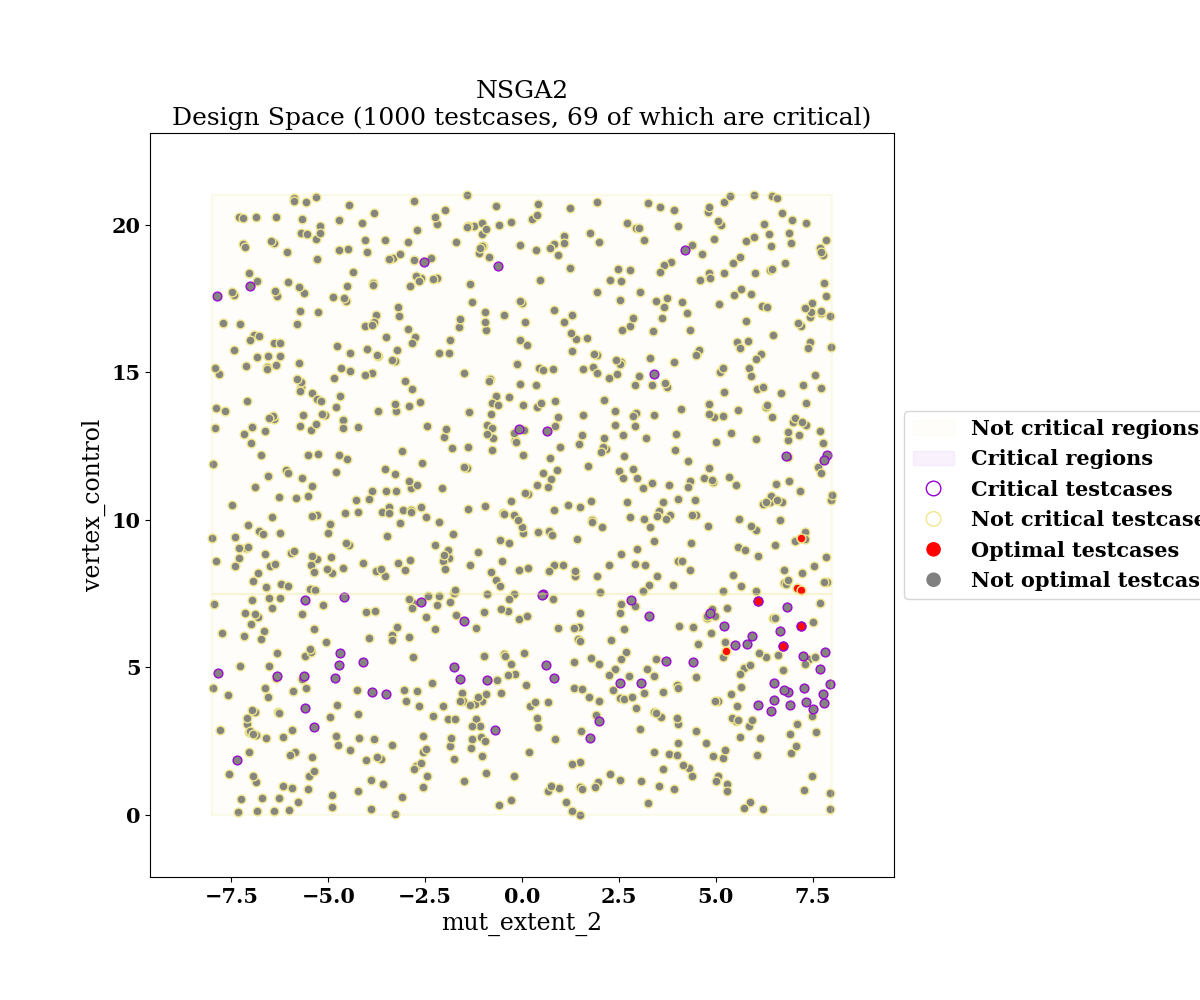 NSGA2
Design Space (1000 testcases, 69 of which are critical)
20
15
10
5
0
vertex_control
−7.5
−5.0
−2.5
0.0
2.5
5.0
7.5
mut_extent_2
Not critical regions
Critical regions
Critical testcases
Not critical testcase
Optimal testcases
Not optimal testcas